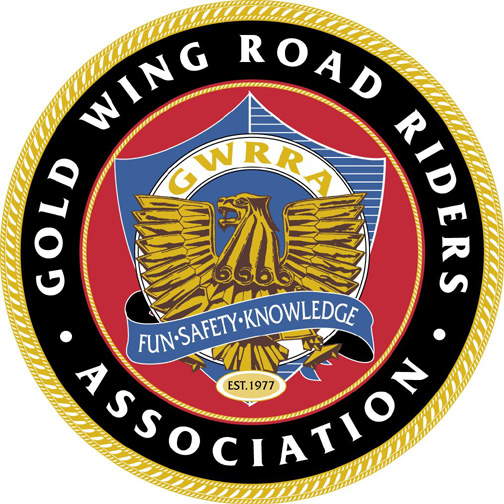 GOLD WING ROAD RIDERS
• ASSOCIATION •
GWRRA
FUN•SAFETY•KNOWLEDGE
EST. 1977